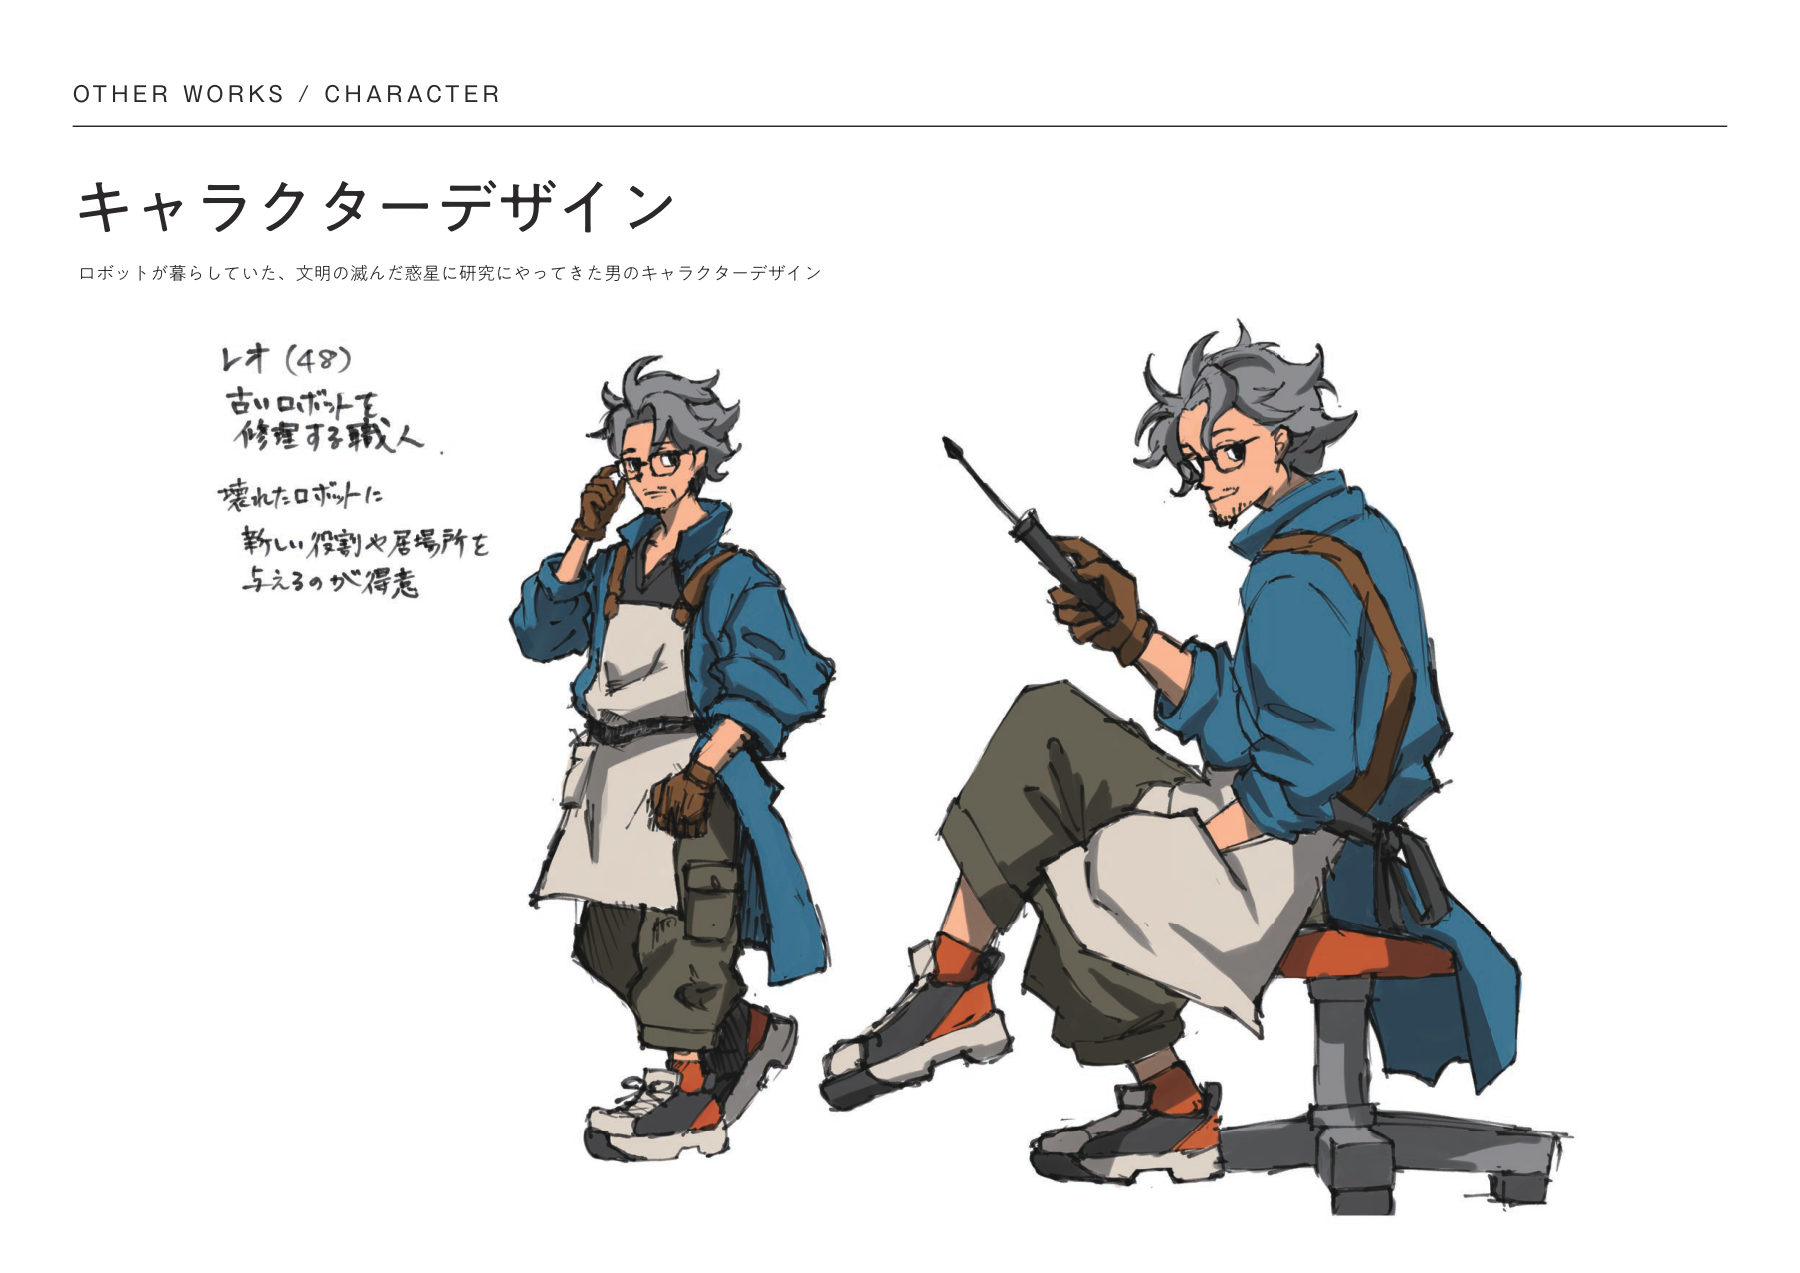 OTHER WORKS / CHARACTER
キャラクターデザイン
ロボットが暮らしていた、文明の滅んだ惑星に研究にやってきた男のキャラクターデザイン
レオ（48）
古いロボットを
修理する職人.
壊れたロボットに
新しい役割や居場所を
与えるのが得意